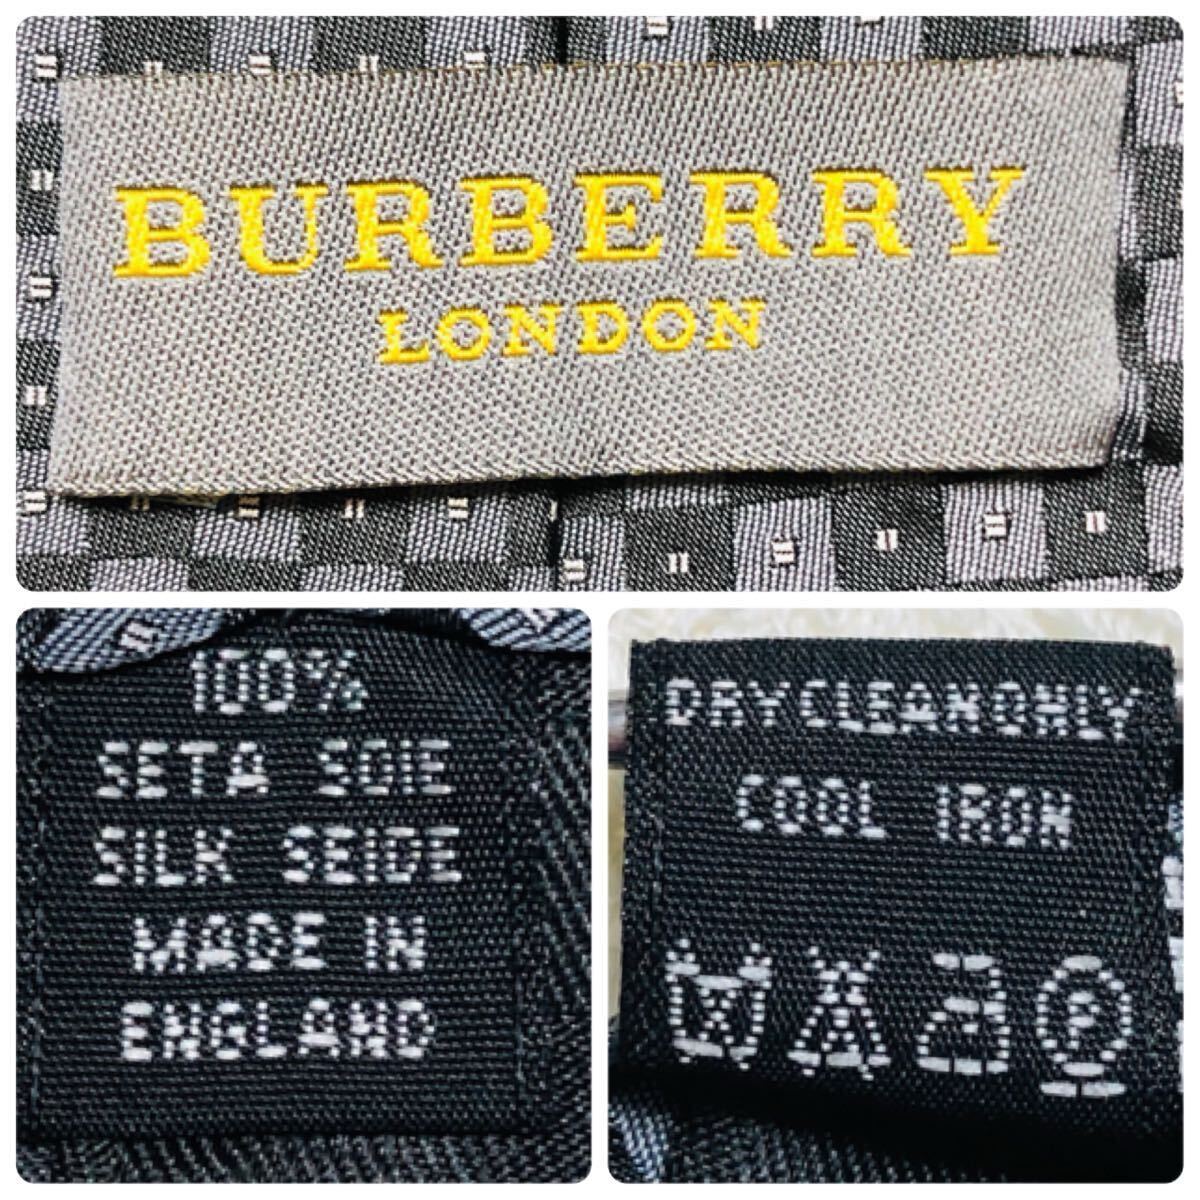 BURBERRY
LONDON
100%
SETA SOIE
SILK SEIDE
MADE IN
ENGLAND
DRYCLEANONLY
COOL IRON
P